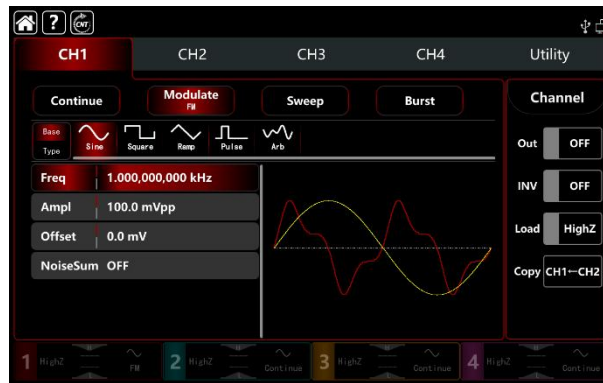 ?
CNT
CH1 CH2 CH3 CH4 Utility
Continue Modulate Sweep Burst Channel
FM
Base
Type Sine Square Ramp Pulse Arb
Out OFF
Freq 1.000,000,000 kHz
INV OFF
Ampl 100.0 mVpp
Offset 0.0 mV
Load HighZ
NoiseSum OFF
Copy CH1←CH2
1 HighZ FM 2 HighZ Continue 3 HighZ Continue 4 HighZ Continue